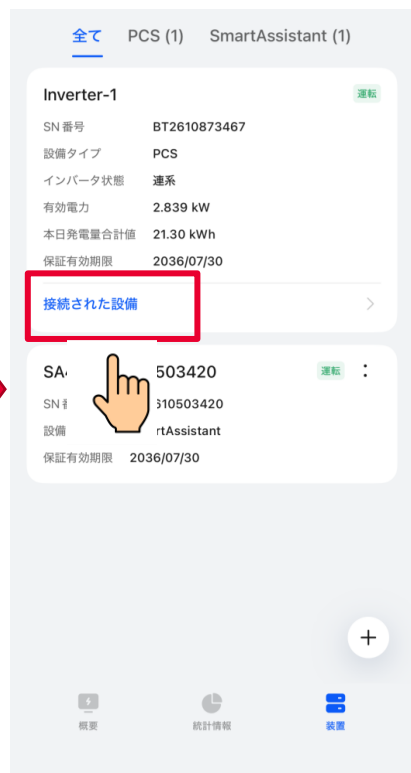 全て PCS (1) SmartAssistant (1)
Inverter-1 運転
SN 番号 BT2610873467
設備タイプ PCS
インバータ状態 連系
有効電力 2.839 kW
本日発電量合計値 21.30 kWh
保証有効期限 2036/07/30
接続された設備
503420 運転
SN 610503420
設備 rtAssistant
保証有効期限 2036/07/30
+
概要 統計情報 装置